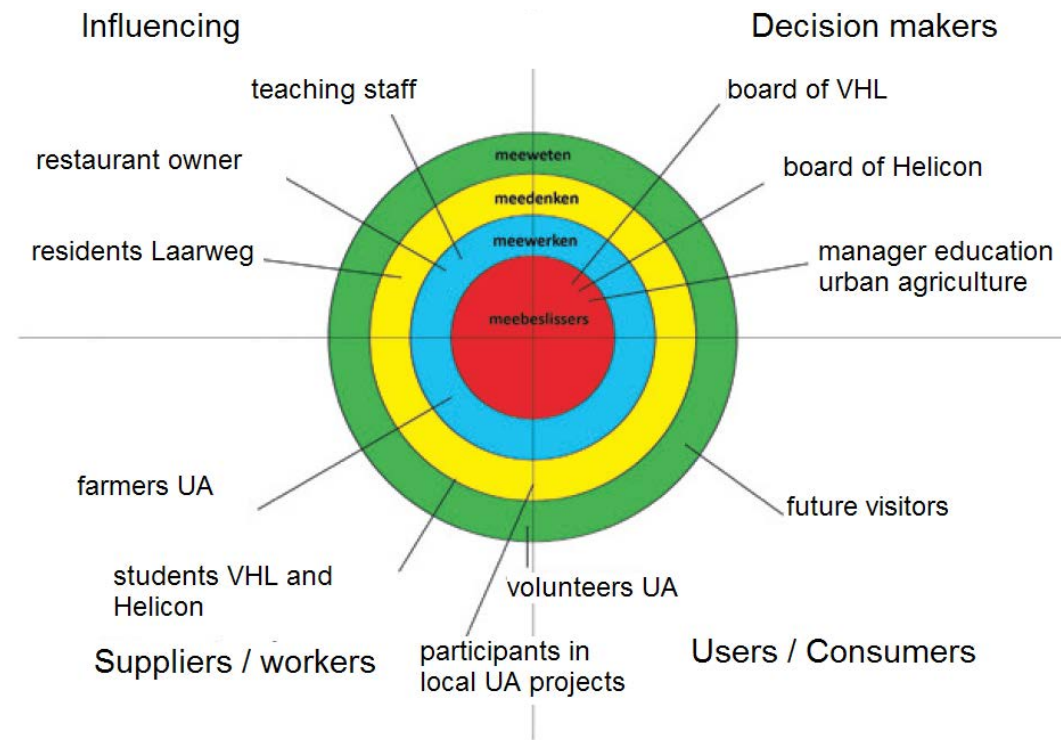 Influencing
Decision makers
teaching staff
board of VHL
restaurant owner
meeweten
board of Helicon
meedenken
residents Laarweg
meewerken
manager education
urban agriculture
meebeslissers
farmers UA
future visitors
students VHL and
Helicon
volunteers UA
Suppliers / workers
participants in
local UA projects
Users / Consumers